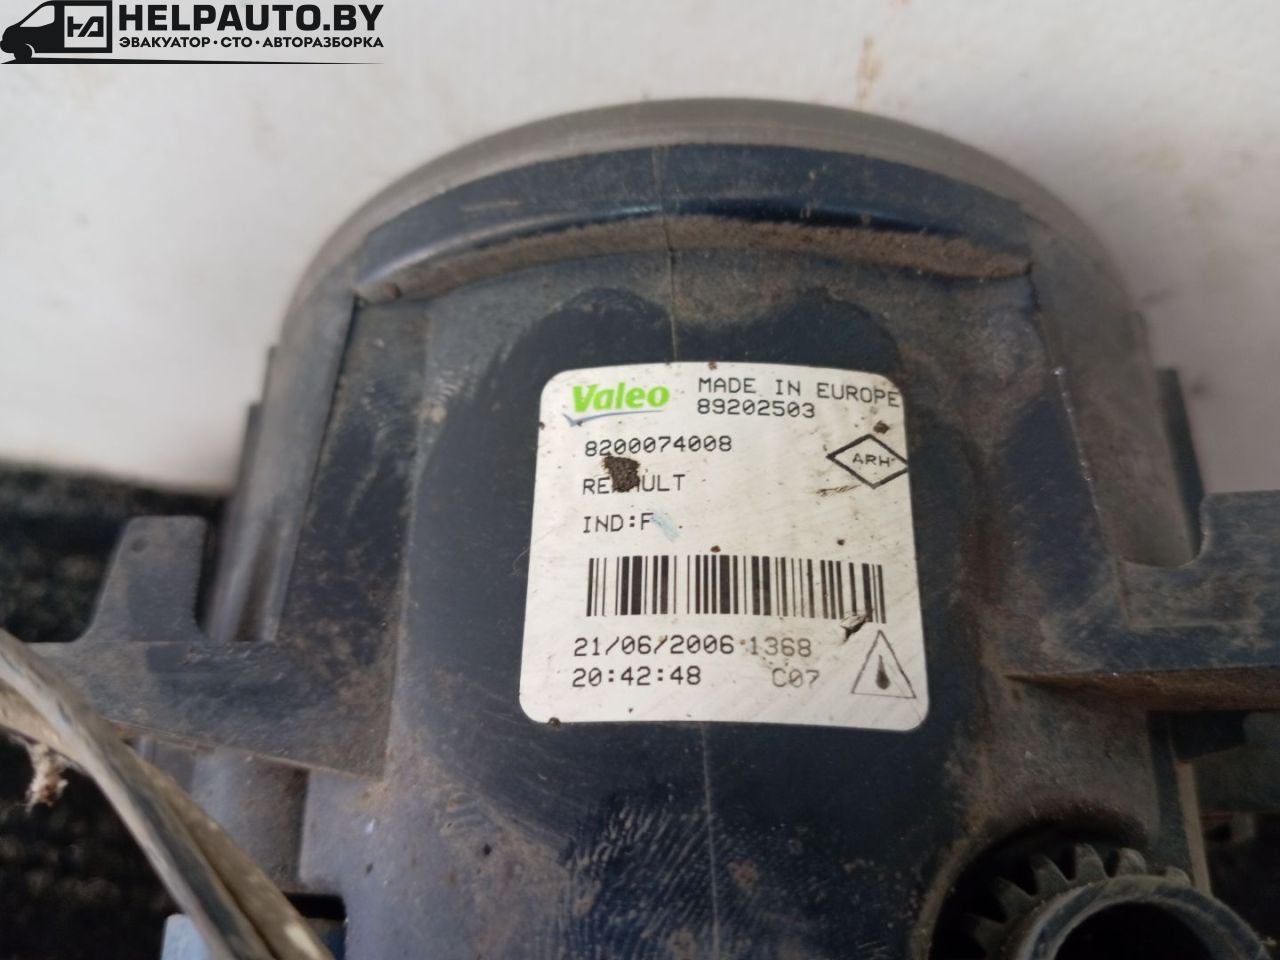 HELPAUTO.BY
ЭВАКУАТОР · СТО · АВТОРАЗБОРКА
Valeo MADE IN EUROPE
89202503
8200074008
ARH
RENAULT
IND:F
21/06/2006 1368
20:42:48 C07